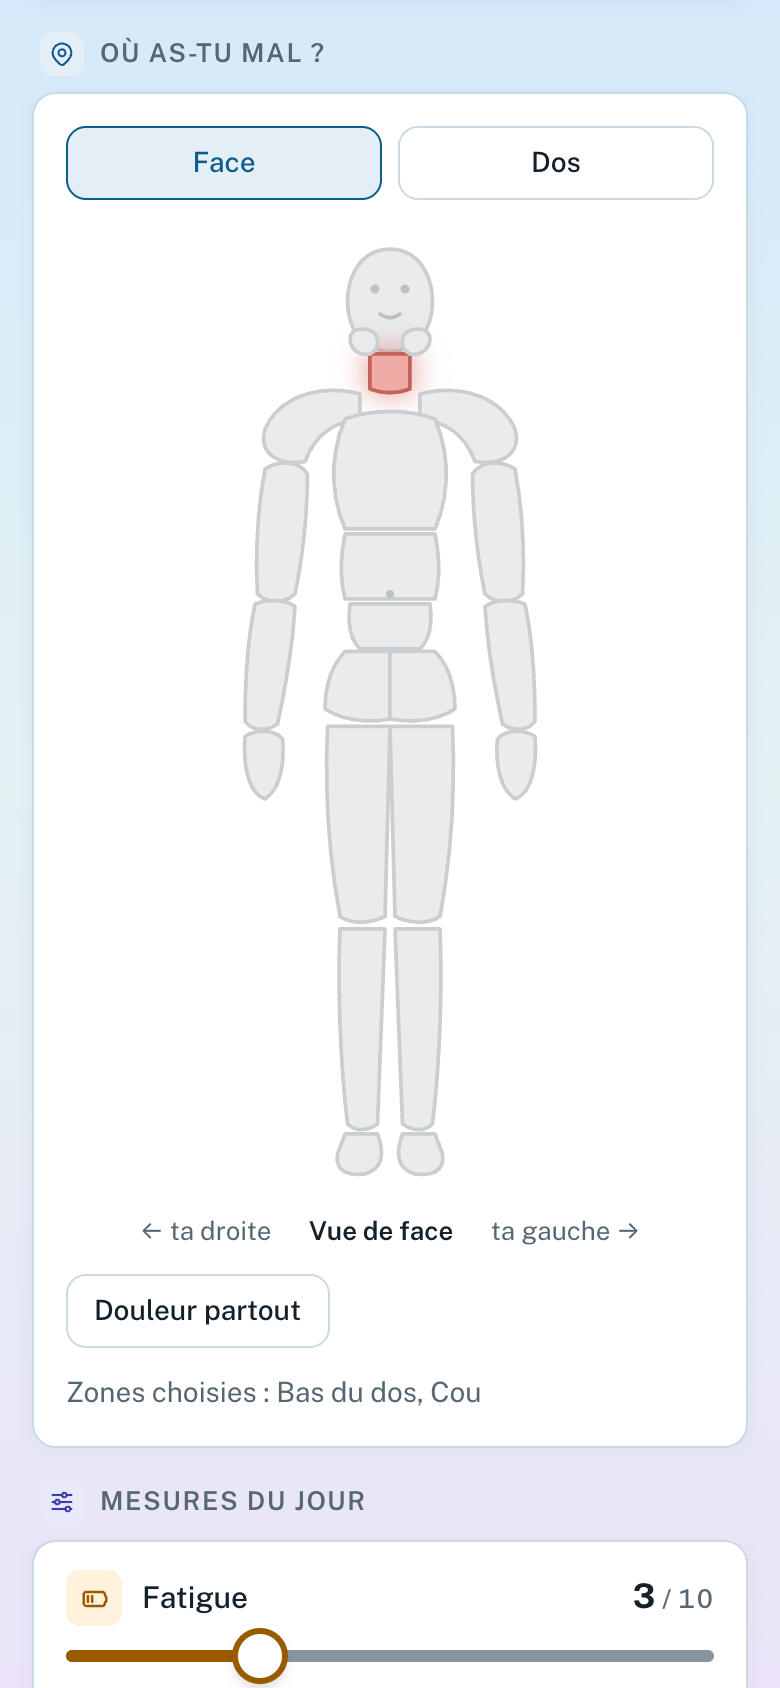 OÙ AS-TU MAL ?
Face
Dos
← ta droite
Vue de face
ta gauche →
Douleur partout
Zones choisies : Bas du dos, Cou
MESURES DU JOUR
Fatigue
3 / 10